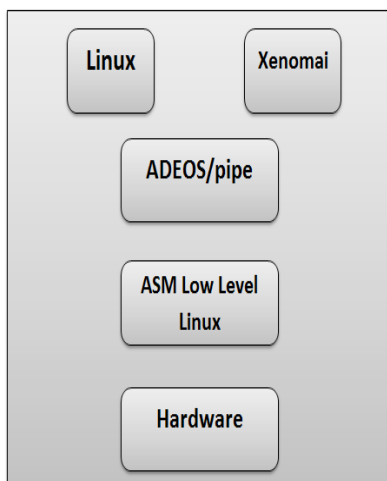 Linux
Xenomai
ADEOS/pipe
ASM Low Level
Linux
Hardware